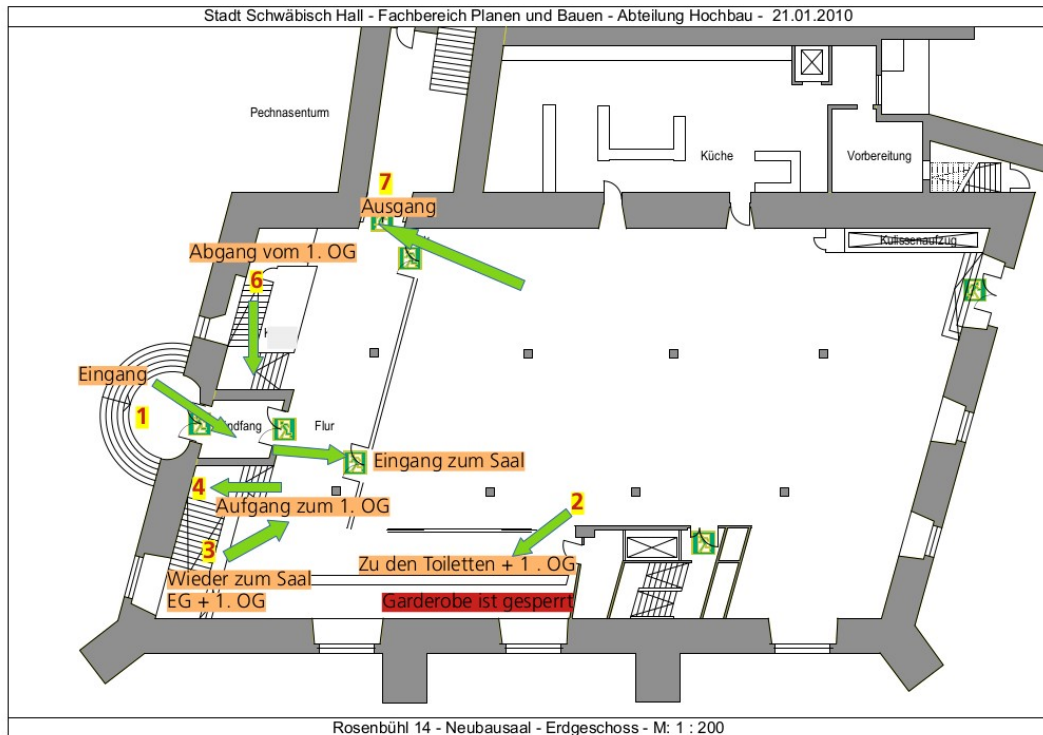 Stadt Schwäbisch Hall - Fachbereich Planen und Bauen - Abteilung Hochbau - 21.01.2010
Pechnasenturm
Küche
Vorbereitung
7
Ausgang
Kulissenaufzug
Abgang vom 1. OG
6
Eingang
1
Flur
Eingang zum Saal
4
Aufgang zum 1. OG
2
3
Zu den Toiletten + 1 . OG
Wieder zum Saal
EG + 1. OG
Garderobe ist gesperrt
Rosenbühl 14 - Neubausaal - Erdgeschoss - M: 1 : 200